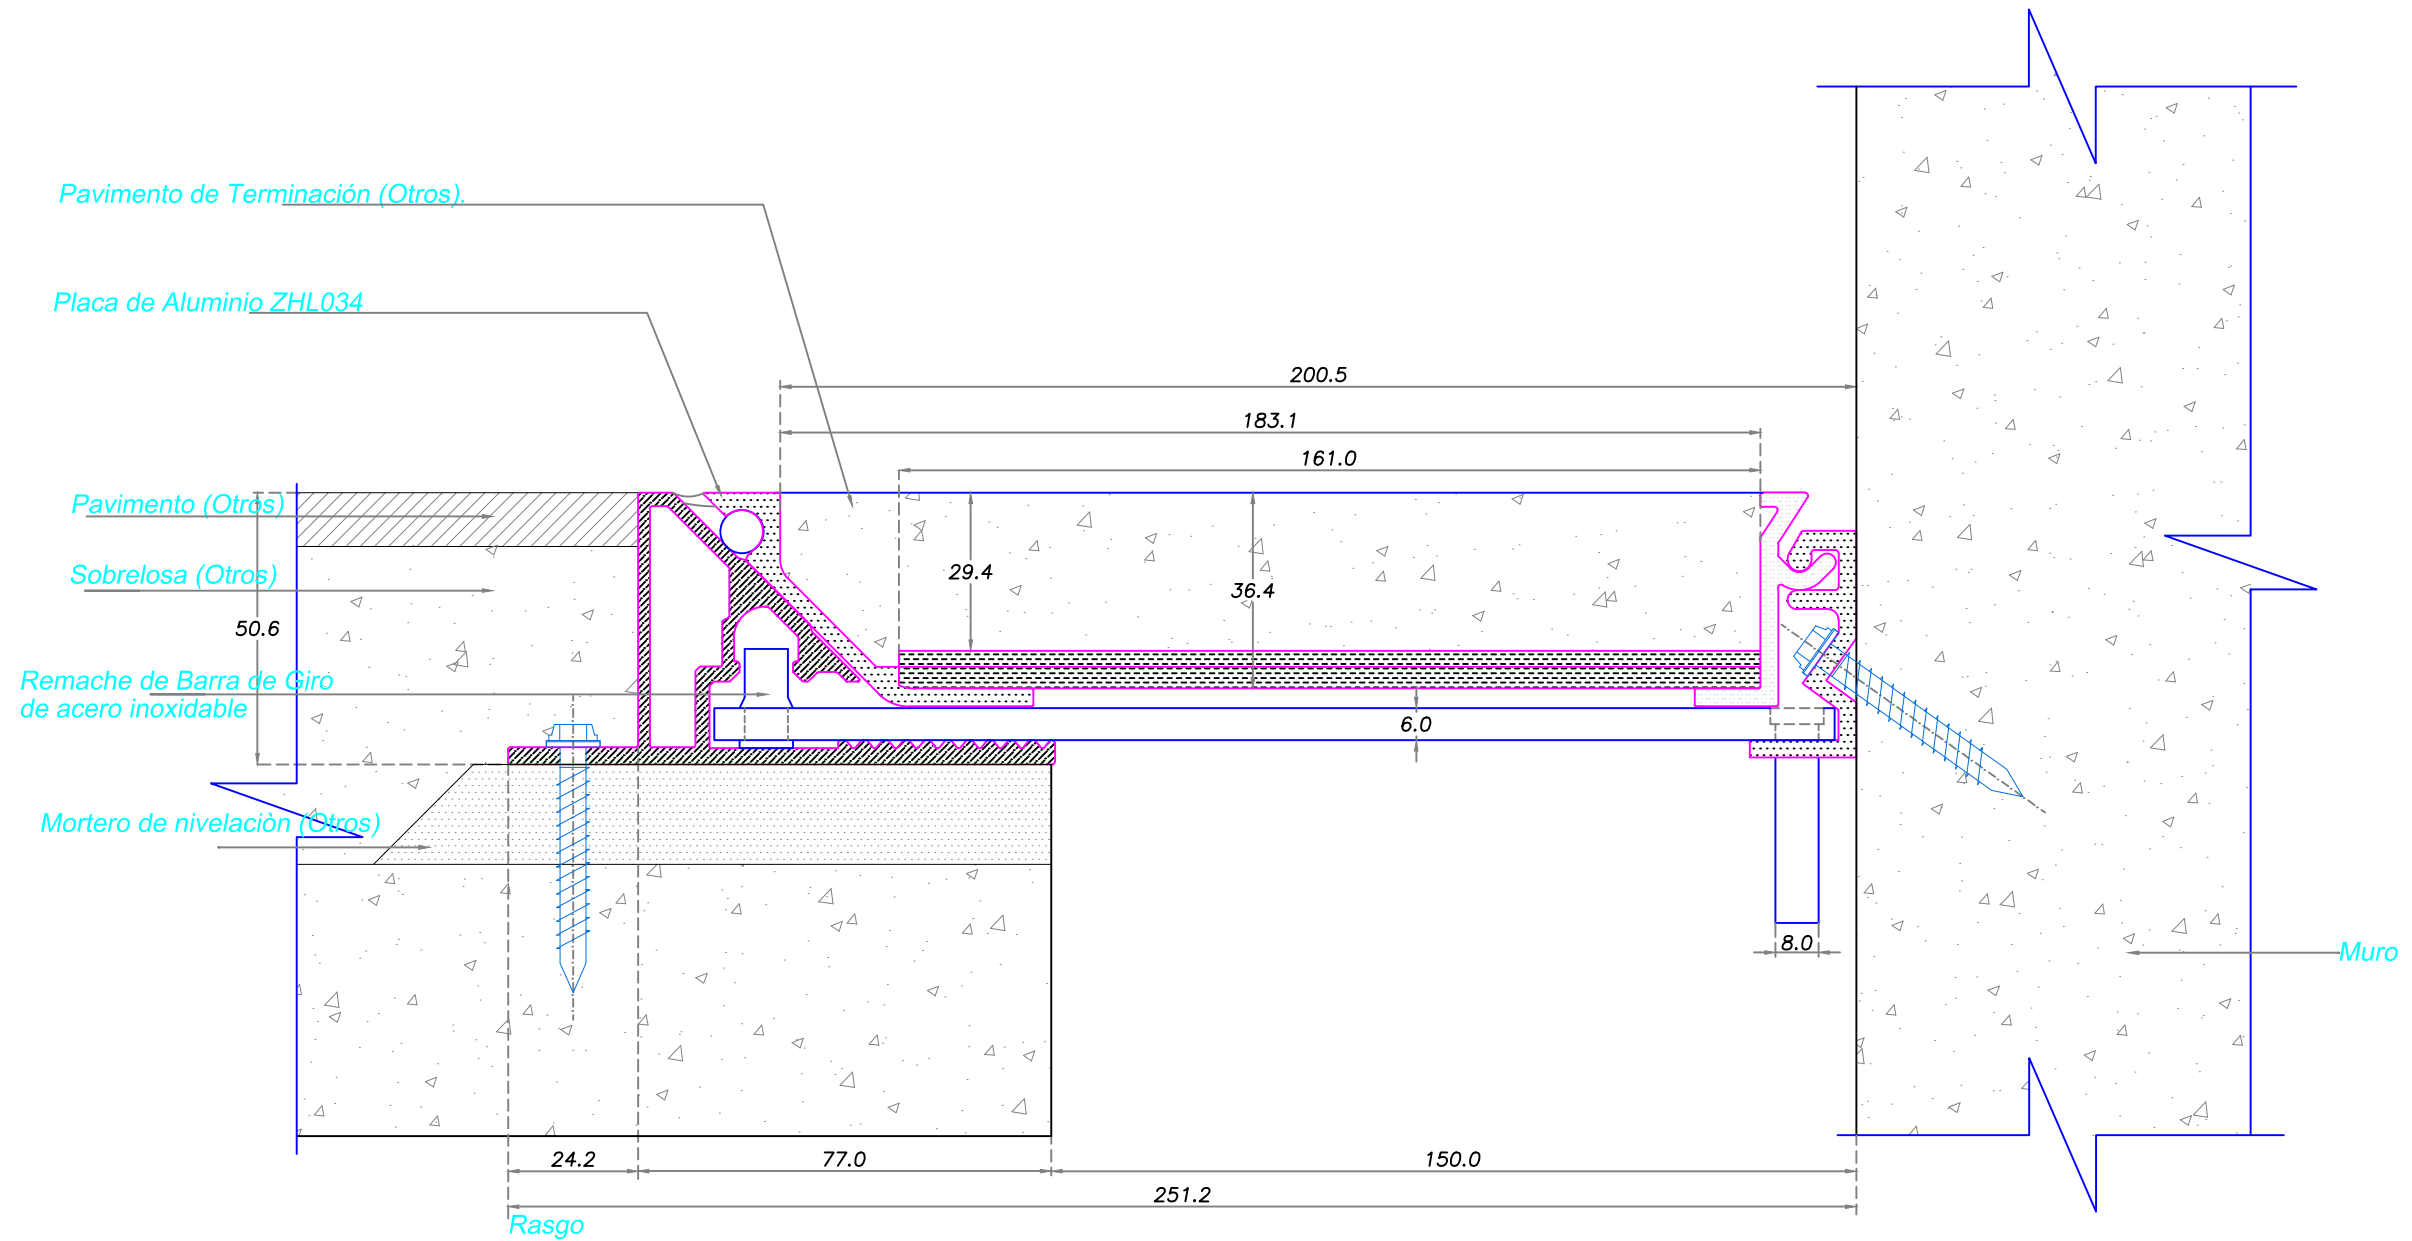 Pavimento de Terminación (Otros).
Placa de Aluminio ZHL034
200.5
183.1
161.0
Pavimento (Otros)
Sobrelosa (Otros)
29.4
36.4
50.6
Remache de Barra de Giro
de acero inoxidable
6.0
Mortero de nivelaciòn (Otros)
8.0
Muro
24.2
77.0
150.0
251.2
Rasgo